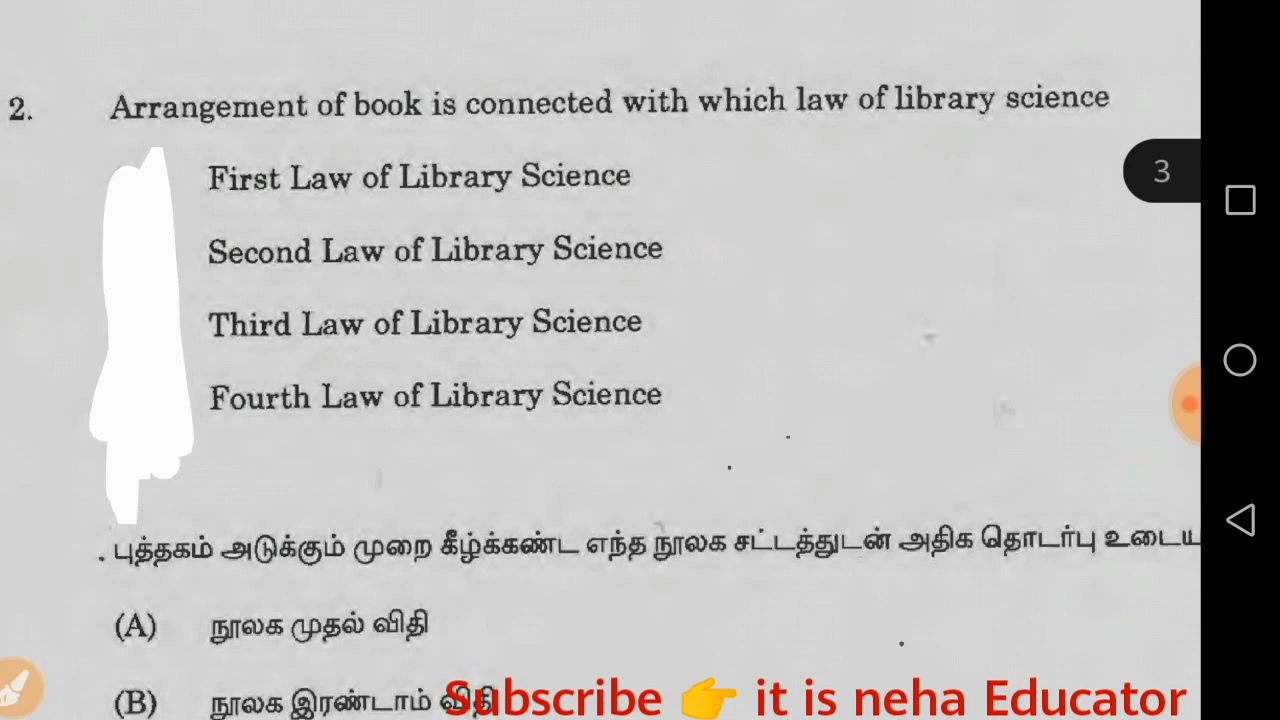 2. Arrangement of book is connected with which law of library science
First Law of Library Science
3
Second Law of Library Science
Third Law of Library Science
Fourth Law of Library Science
. புத்தகம் அடுக்கும் முறை கீழ்க்கண்ட எந்த நூலக சட்டத்துடன் அதிக தொடர்பு உடைய
(A) நூலக முதல் விதி
(B) நூலக இரண்டாம் விதி
Subscribe 👉 it is neha Educator